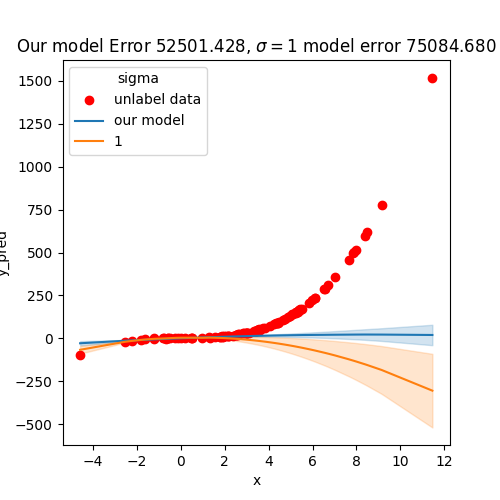 Our model Error 52501.428, σ = 1 model error 75084.680
sigma
unlabel data
our model
1
1500
1250
1000
750
500
250
0
−250
−500
y_pred
−4 −2 0 2 4 6 8 10 12
x